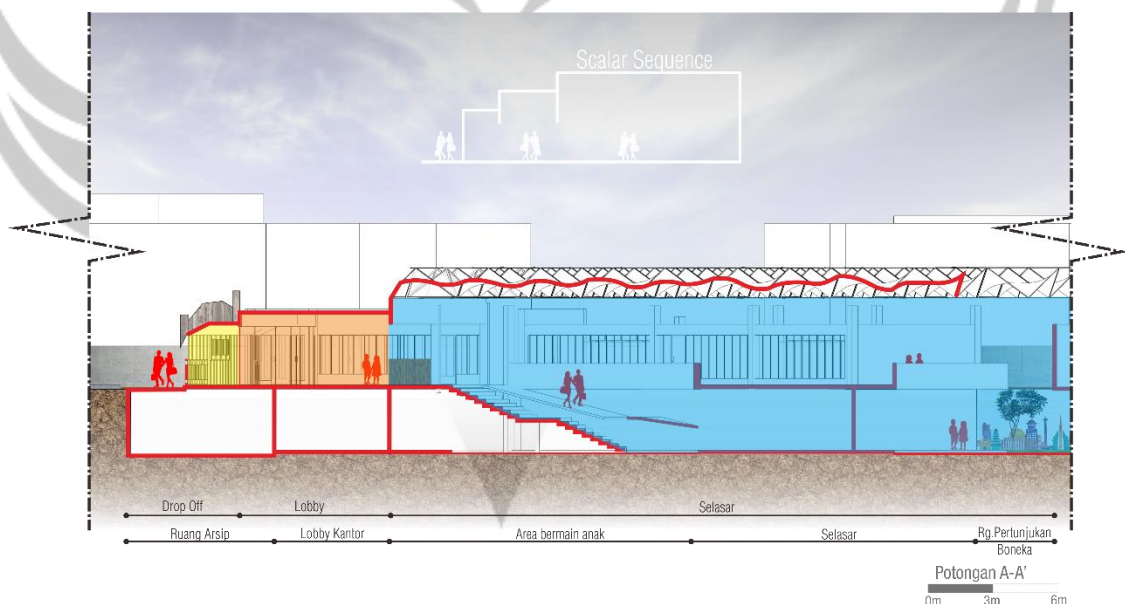 Scalar Sequence
Drop Off
Lobby
Selasar
Ruang Arsip
Lobby Kantor
Area bermain anak
Selasar
Rg.Pertunjukan
Boneka
Potongan A-A'
0m
3m
6m